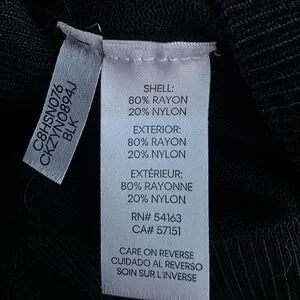 C8HSN076
CKZYW0894J
BLK
SHELL:
80% RAYON
20% NYLON
EXTERIOR:
80% RAYON
20% NYLON
EXTÉRIEUR:
80% RAYONNE
20% NYLON
RN# 54163
CA# 57151
CARE ON REVERSE
CUIDADO AL REVERSO
SOIN SUR L'INVERSE